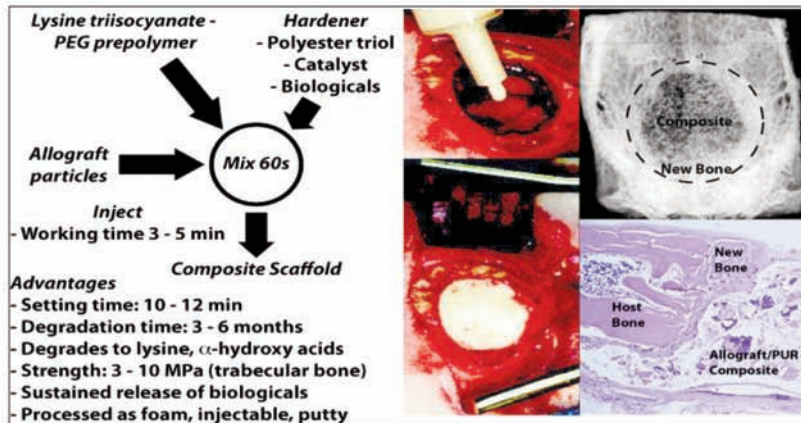 Lysine triisocyanate -
PEG prepolymer
Hardener
- Polyester triol
- Catalyst
- Biologicals
Allograft
particles
Mix 60s
Inject
- Working time 3 - 5 min
Composite Scaffold
Advantages
- Setting time: 10 - 12 min
- Degradation time: 3 - 6 months
- Degrades to lysine, α-hydroxy acids
- Strength: 3 - 10 MPa (trabecular bone)
- Sustained release of biologicals
- Processed as foam, injectable, putty
Composite
New Bone
New
Bone
Host
Bone
Allograft/PUR
Composite